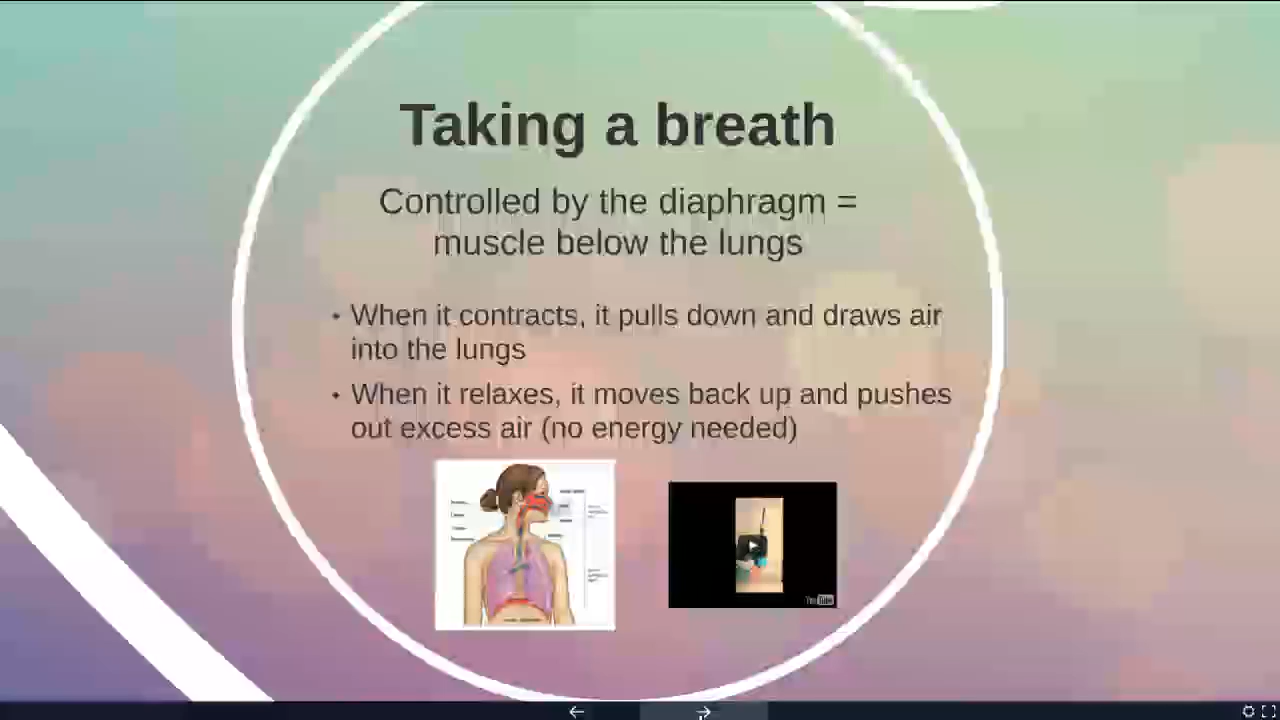 Taking a breath
Controlled by the diaphragm =
muscle below the lungs
• When it contracts, it pulls down and draws air
into the lungs
• When it relaxes, it moves back up and pushes
out excess air (no energy needed)
YouTube